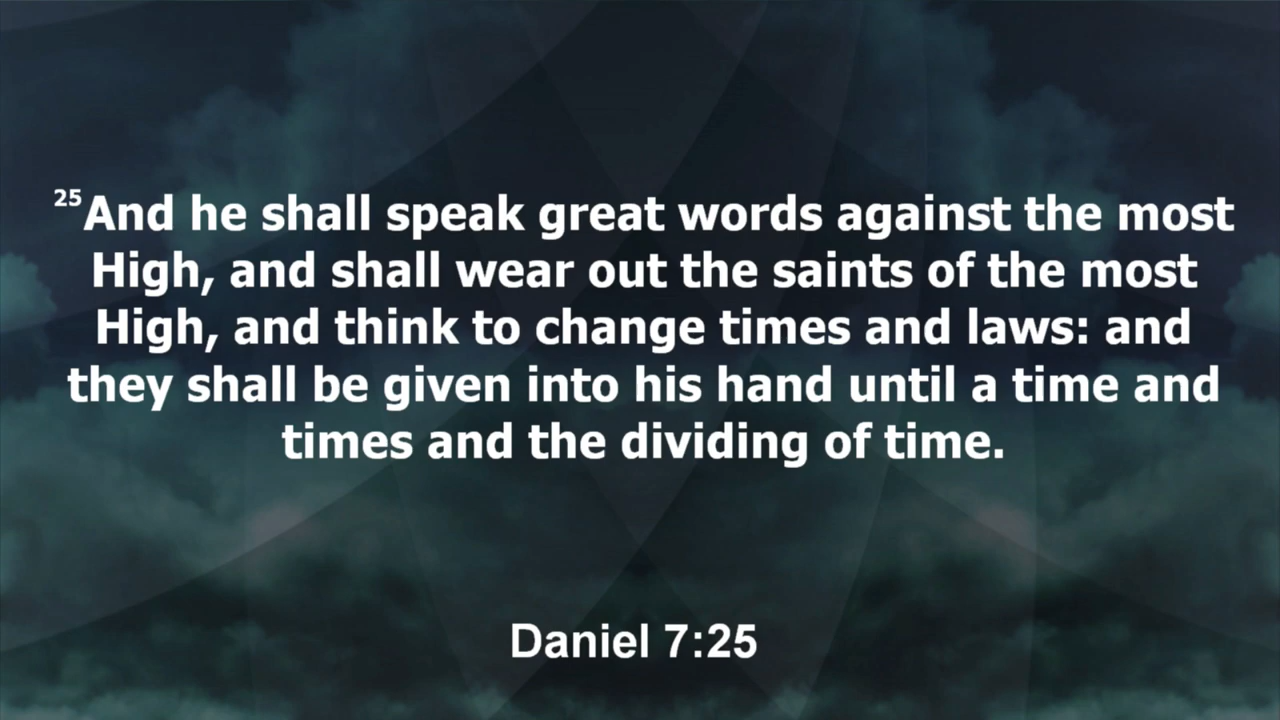 25And he shall speak great words against the most
High, and shall wear out the saints of the most
High, and think to change times and laws: and
they shall be given into his hand until a time and
times and the dividing of time.
Daniel 7:25